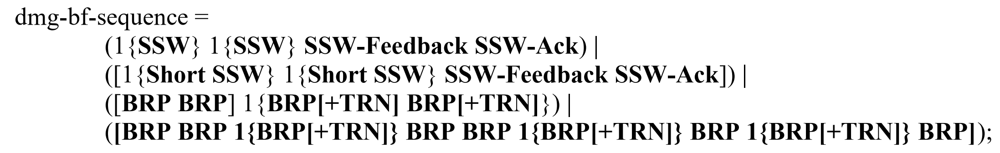 dmg-bf-sequence =
(1{SSW} 1{SSW} SSW-Feedback SSW-Ack) |
([1{Short SSW} 1{Short SSW} SSW-Feedback SSW-Ack]) |
([BRP BRP] 1{BRP[+TRN] BRP[+TRN]}) |
([BRP BRP 1{BRP[+TRN]} BRP BRP 1{BRP[+TRN]} BRP 1{BRP[+TRN]} BRP]);